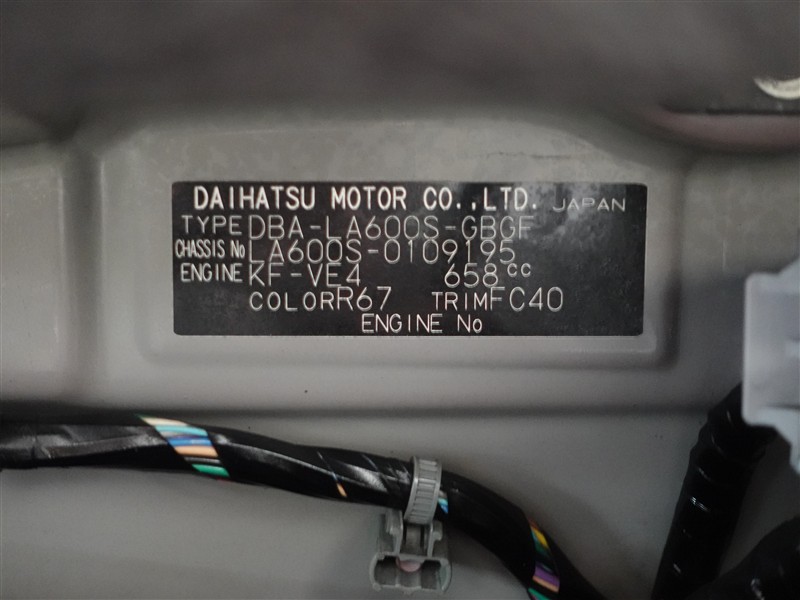 DAIHATSU MOTOR CO.,LTD. JAPAN
TYPE DBA-LA600S-GBGF
CHASSIS No LA600S-0109195
ENGINE KF-VE4 658cc
COLOR R67 TRIM FC40
ENGINE No